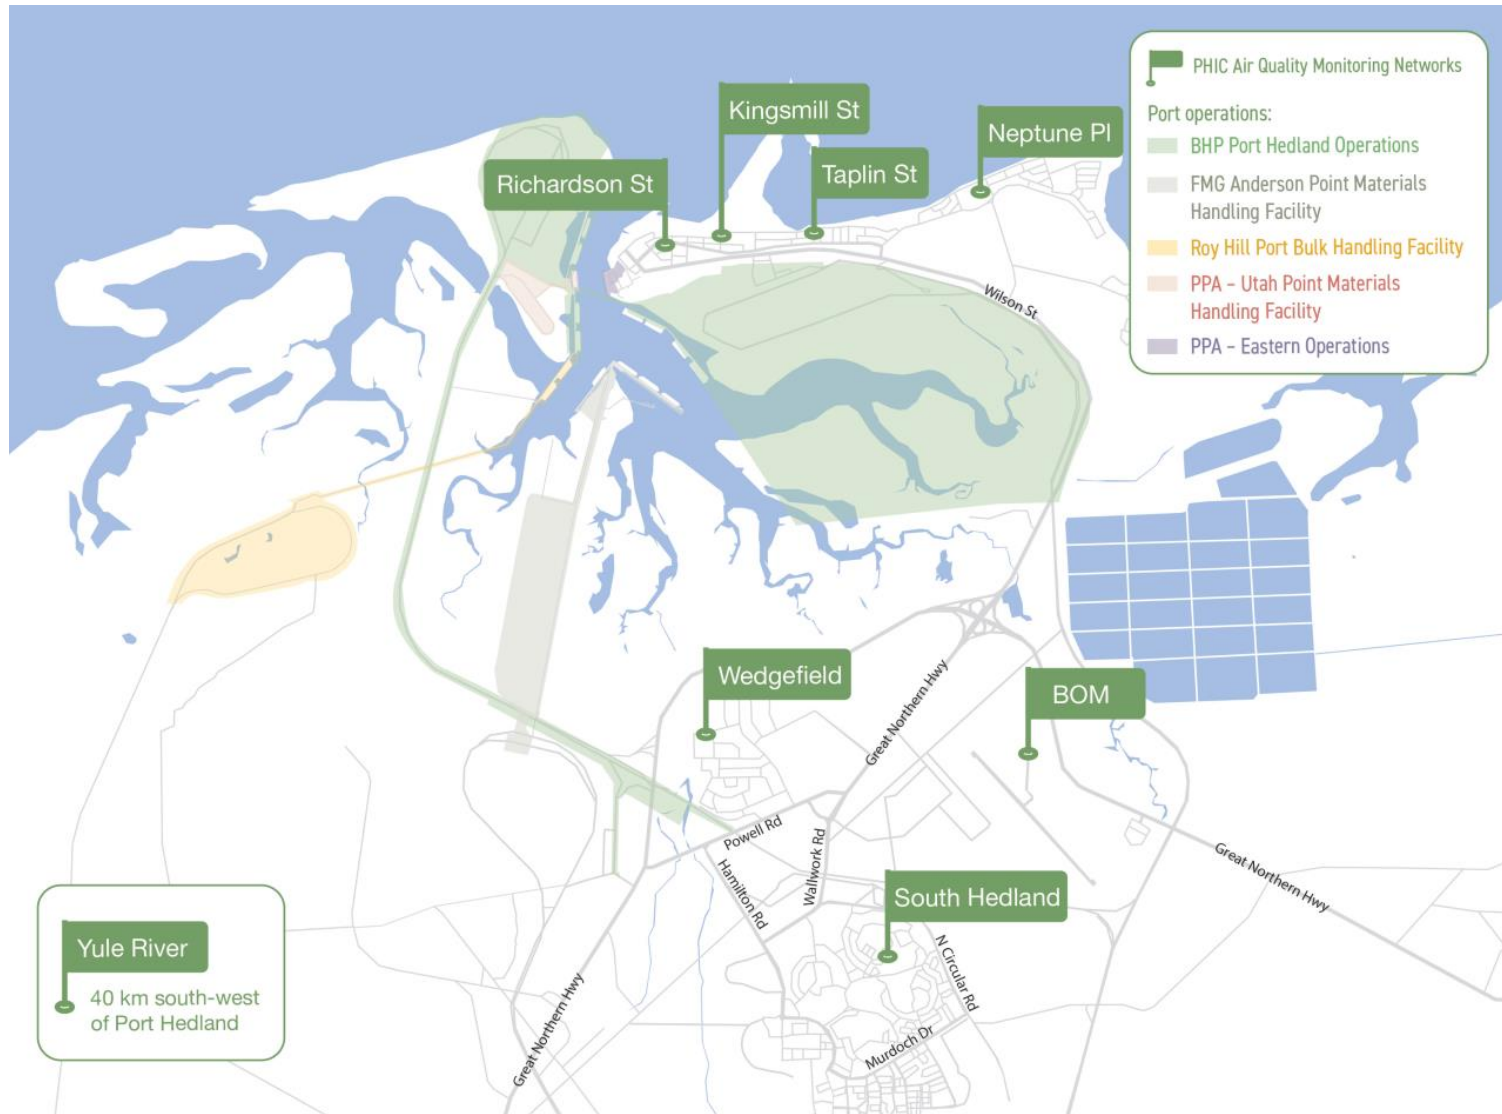 PHIC Air Quality Monitoring Networks
Port operations:
BHP Port Hedland Operations
FMG Anderson Point Materials
Handling Facility
Roy Hill Port Bulk Handling Facility
PPA – Utah Point Materials
Handling Facility
PPA – Eastern Operations
Kingsmill St
Neptune Pl
Richardson St
Taplin St
Wilson St
Wedgefield
BOM
Great Northern Hwy
Powell Rd
Wallwork Rd
Hamilton Rd
Great Northern Hwy
South Hedland
N Circular Rd
Murdoch Dr
Great Northern Hwy
Yule River
40 km south-west
of Port Hedland